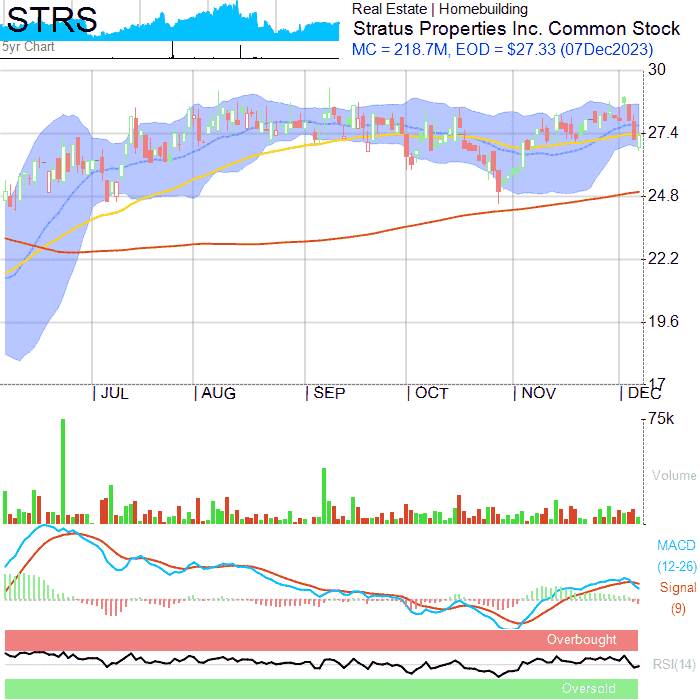 STRS
5yr Chart
Real Estate | Homebuilding
Stratus Properties Inc. Common Stock
MC = 218.7M, EOD = $27.33 (07Dec2023)
30
27.4
24.8
22.2
19.6
17
JUL AUG SEP OCT NOV DEC
75k
Volume
MACD
(12-26)
Signal
(9)
Overbought
RSI(14)
Oversold